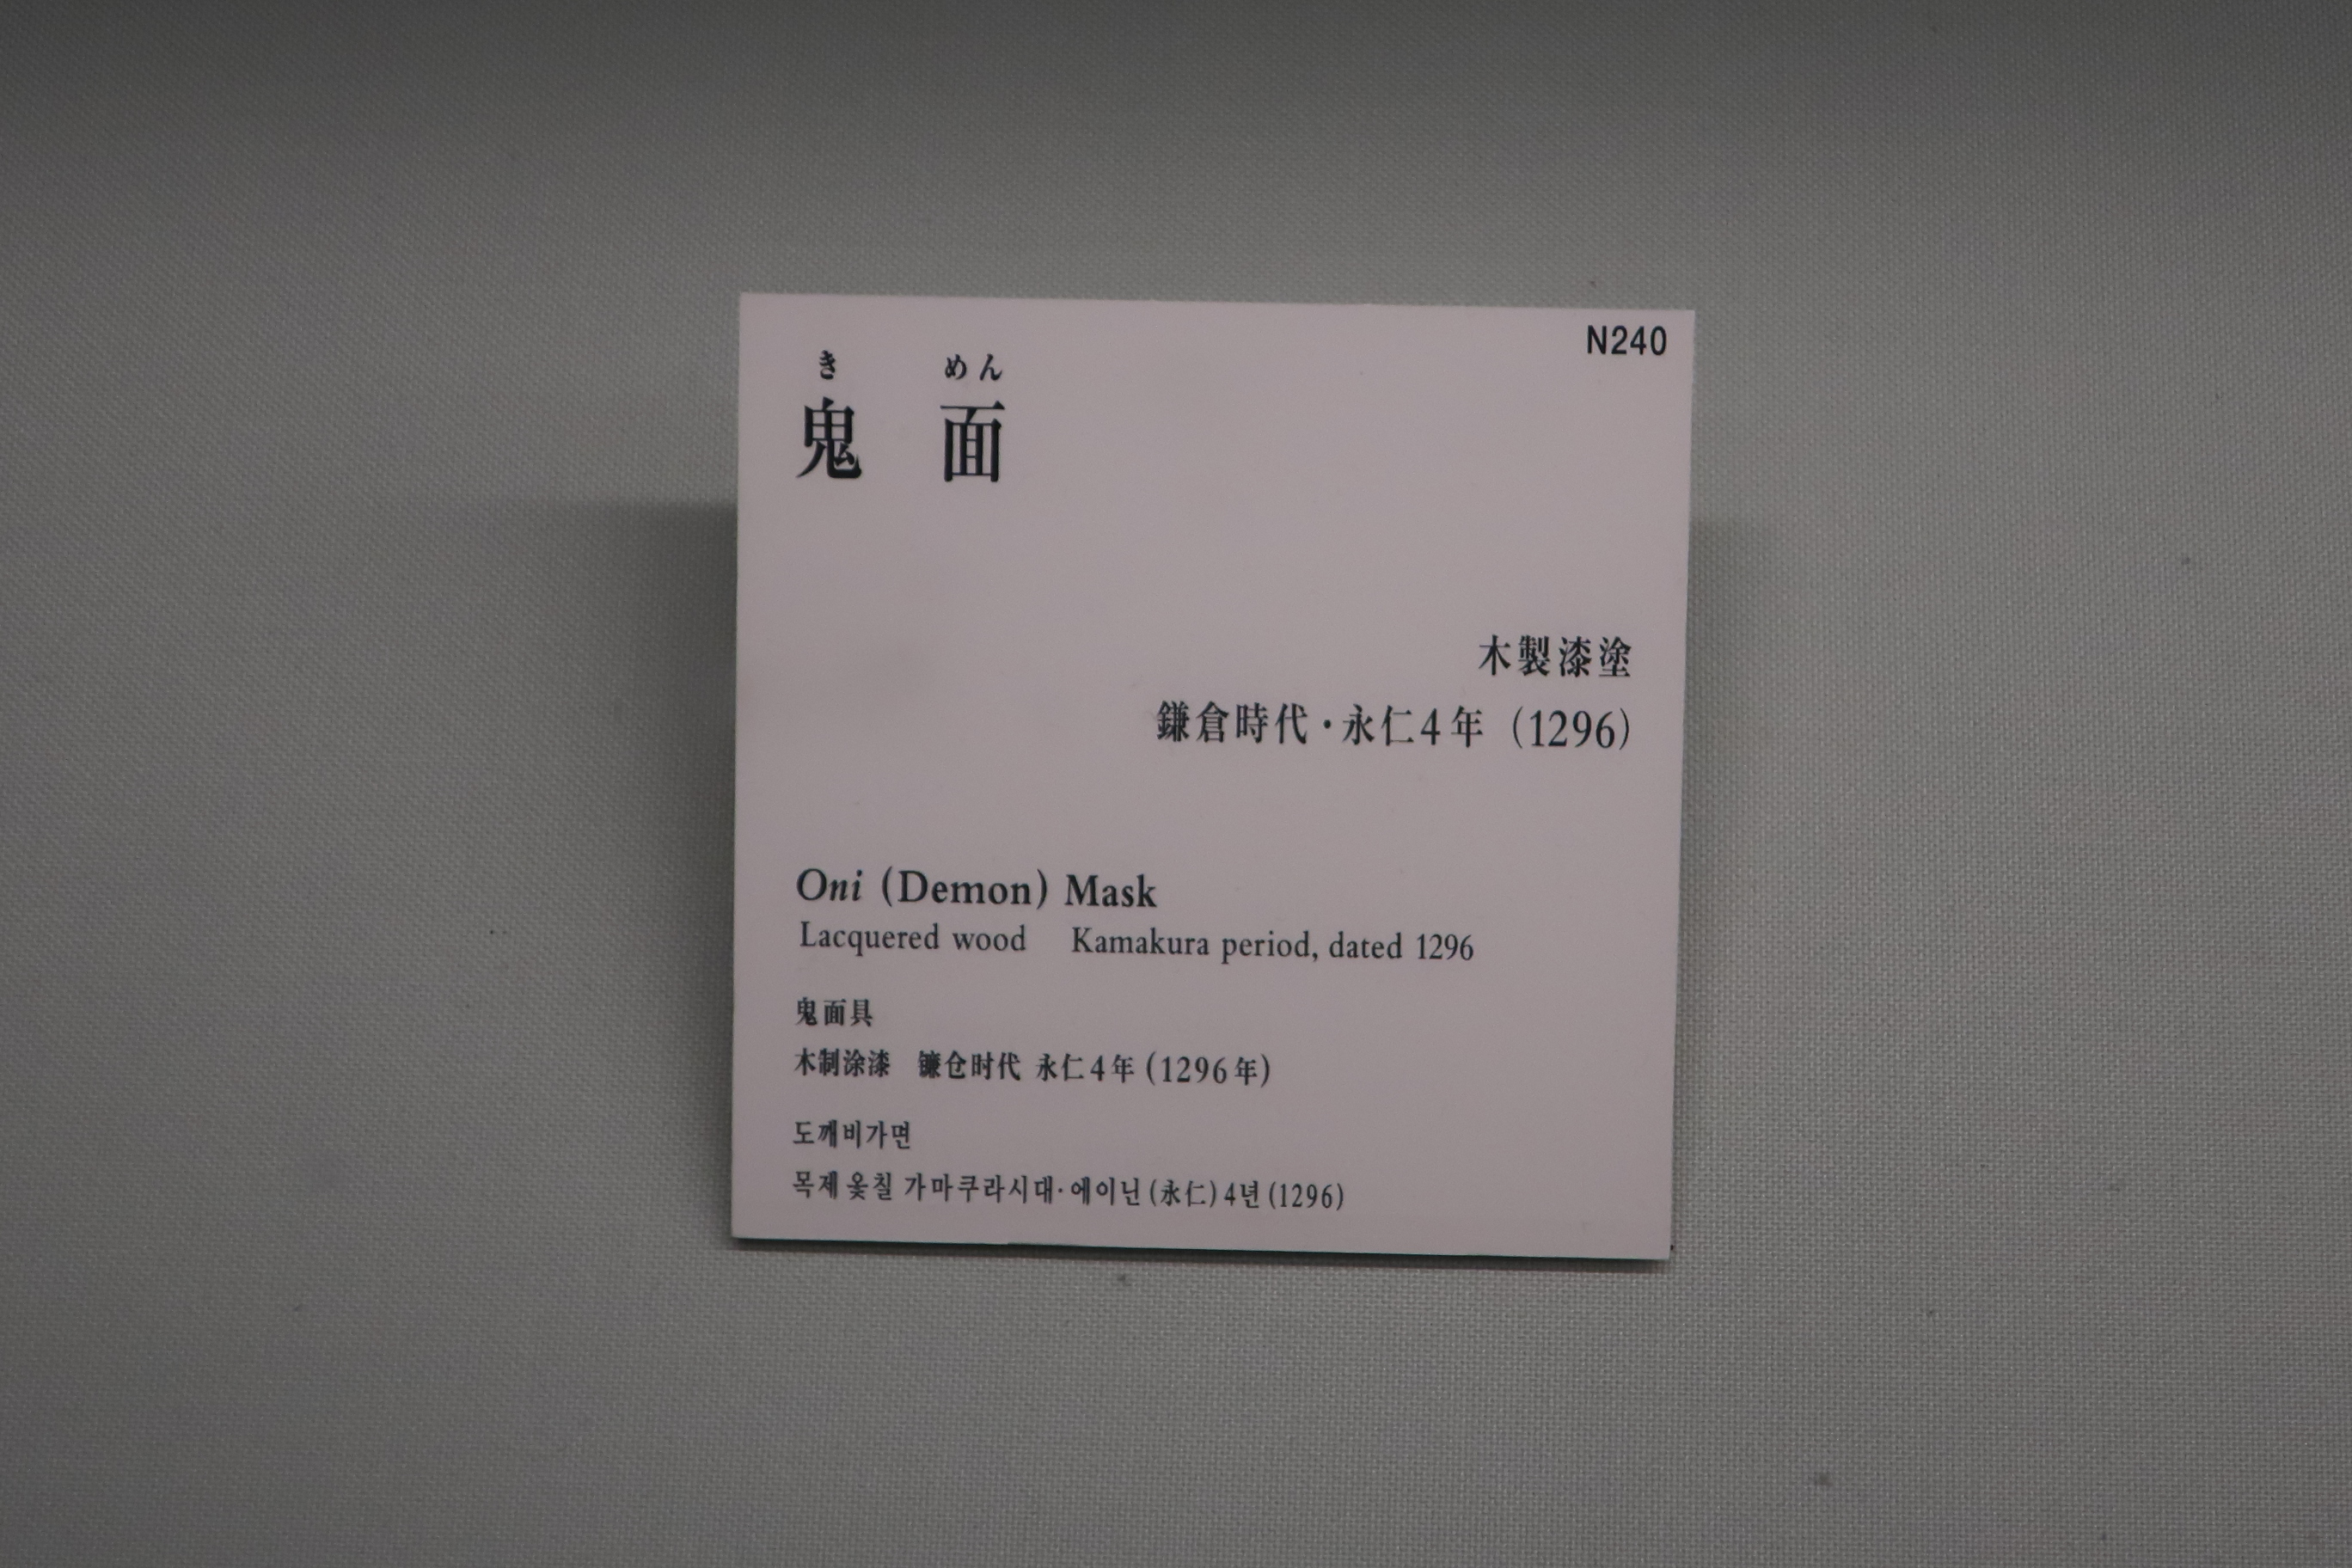 N240
き めん
鬼 面
木製漆塗
鎌倉時代・永仁4年（1296）
Oni (Demon) Mask
Lacquered wood Kamakura period, dated 1296
鬼面具
木制涂漆 镰仓时代 永仁4年(1296年)
도깨비가면
목제 옻칠 가마쿠라시대·에이닌(永仁)4년(1296)